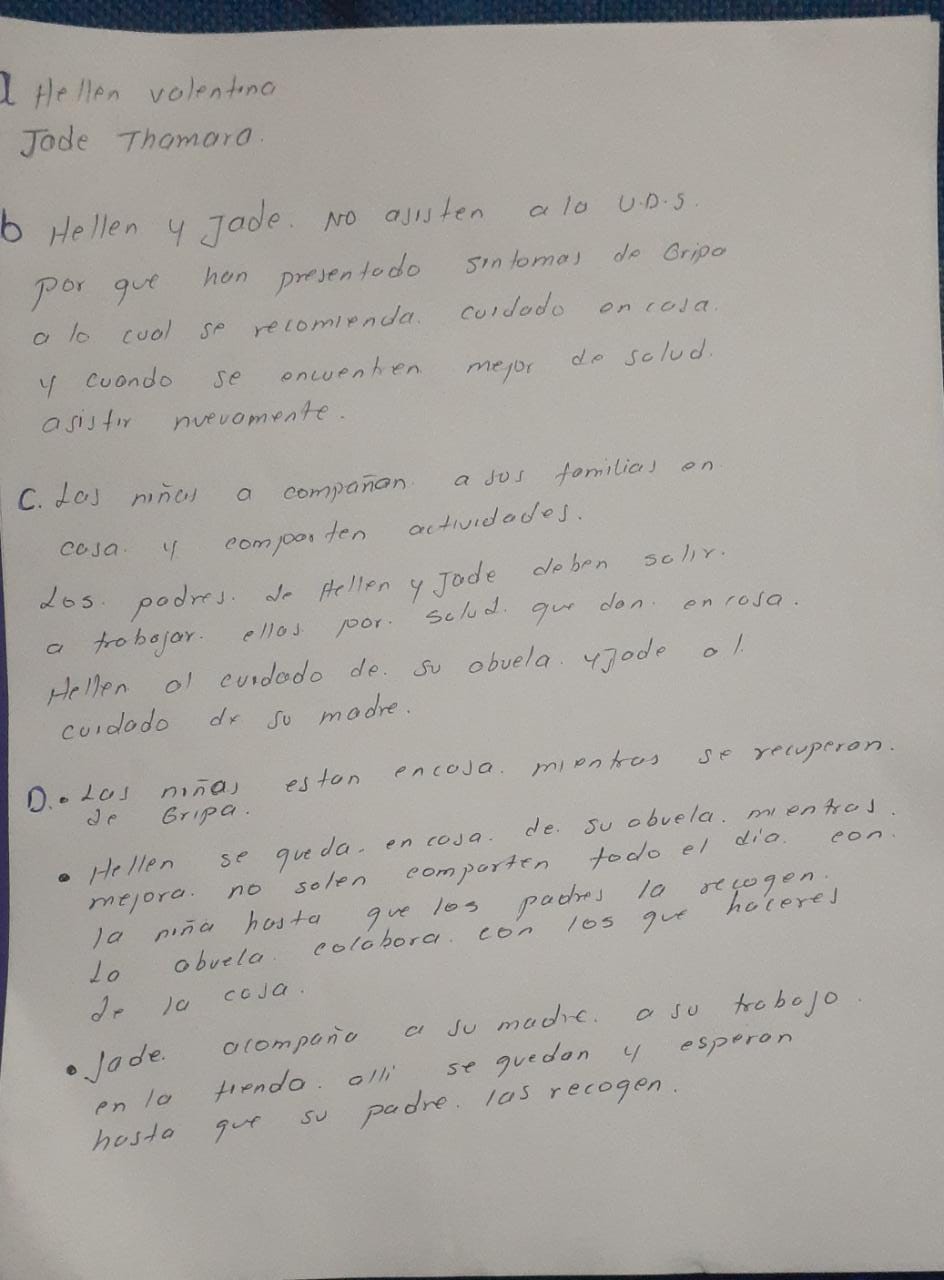 1 Hellen valentina
Jade Thamara.
b Hellen y Jade. No asisten a la U.D.S.
por que han presentado sintomas de Gripa
a lo cual se recomienda. cuidado en casa.
y cuando se encuentren mejor de salud.
asistir nuevamente.
C. Las niñas a compañan. a sus familias en
casa. y comparten actividades.
Los. padres. de Hellen y Jade deben salir.
a trabajar. ellas por. salud. que dan. en casa.
Hellen al cuidado de. su abuela. y Jade al
cuidado de su madre.
D. • Las niñas estan encasa. mientras se recuperan.
de Gripa.
• Hellen se queda. en casa. de. su abuela. mientras.
mejora. no solen comparten todo el dia. con.
la niña hasta que los padres la recogen.
La abuela. colabora. con los que haceres
de la casa.
• Jade. acompaña a su madre. a su trabajo.
en la tienda. alli se quedan y esperan
hasta que su padre. las recogen.